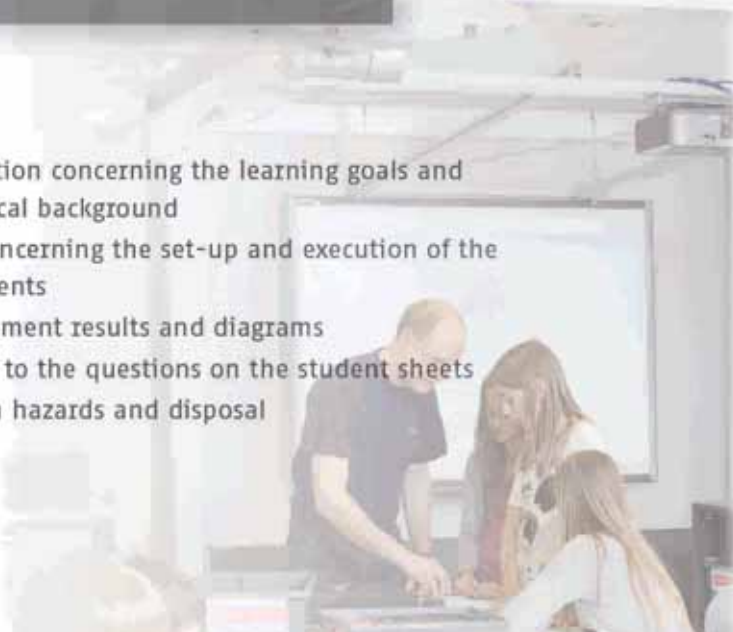 tion concerning the learning goals and
cal background
ncerning the set-up and execution of the
ents
ment results and diagrams
to the questions on the student sheets
hazards and disposal